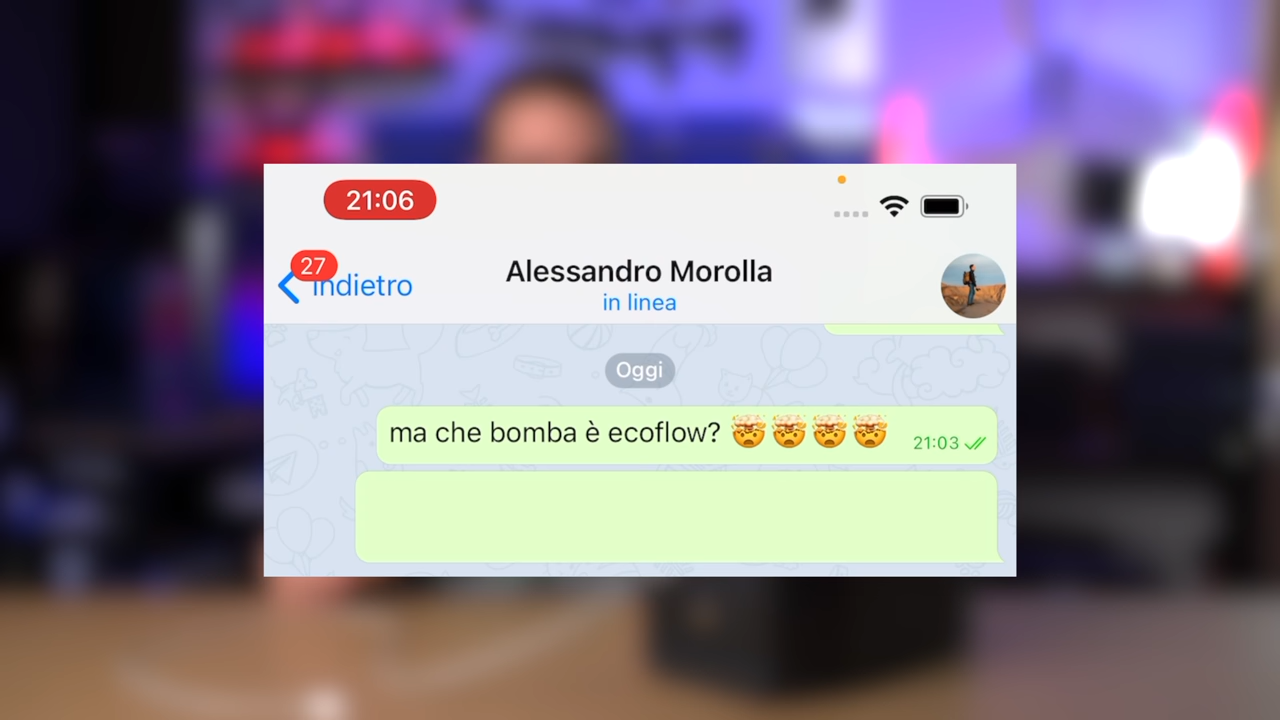 21:06
27
Indietro
Alessandro Morolla
in linea
Oggi
ma che bomba è ecoflow? 🤯🤯🤯🤯 21:03